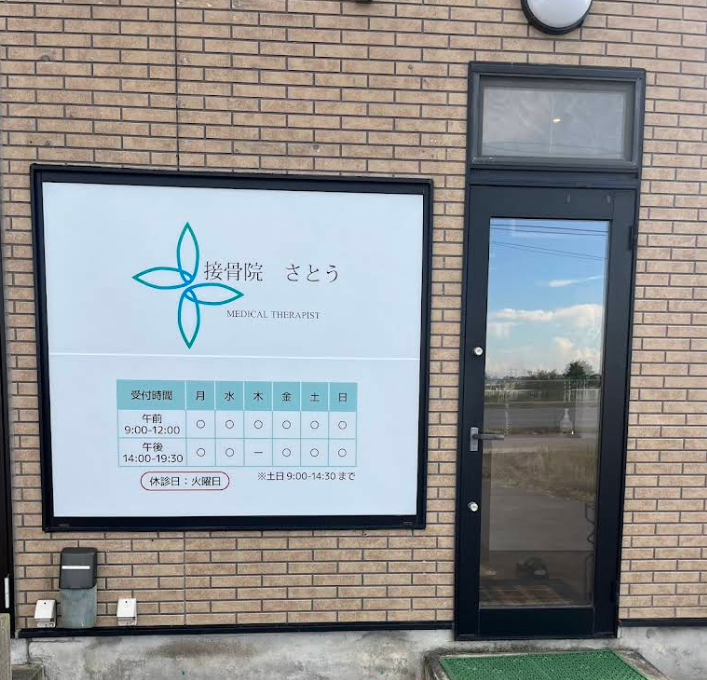 接骨院　さとう
MEDICAL THERAPIST
受付時間 月 水 木 金 土 日
午前
9:00-12:00 ○ ○ ○ ○ ○ ○
午後
14:00-19:30 ○ ○ － ○ ○ ○
休診日：火曜日 ※土日 9:00-14:30 まで